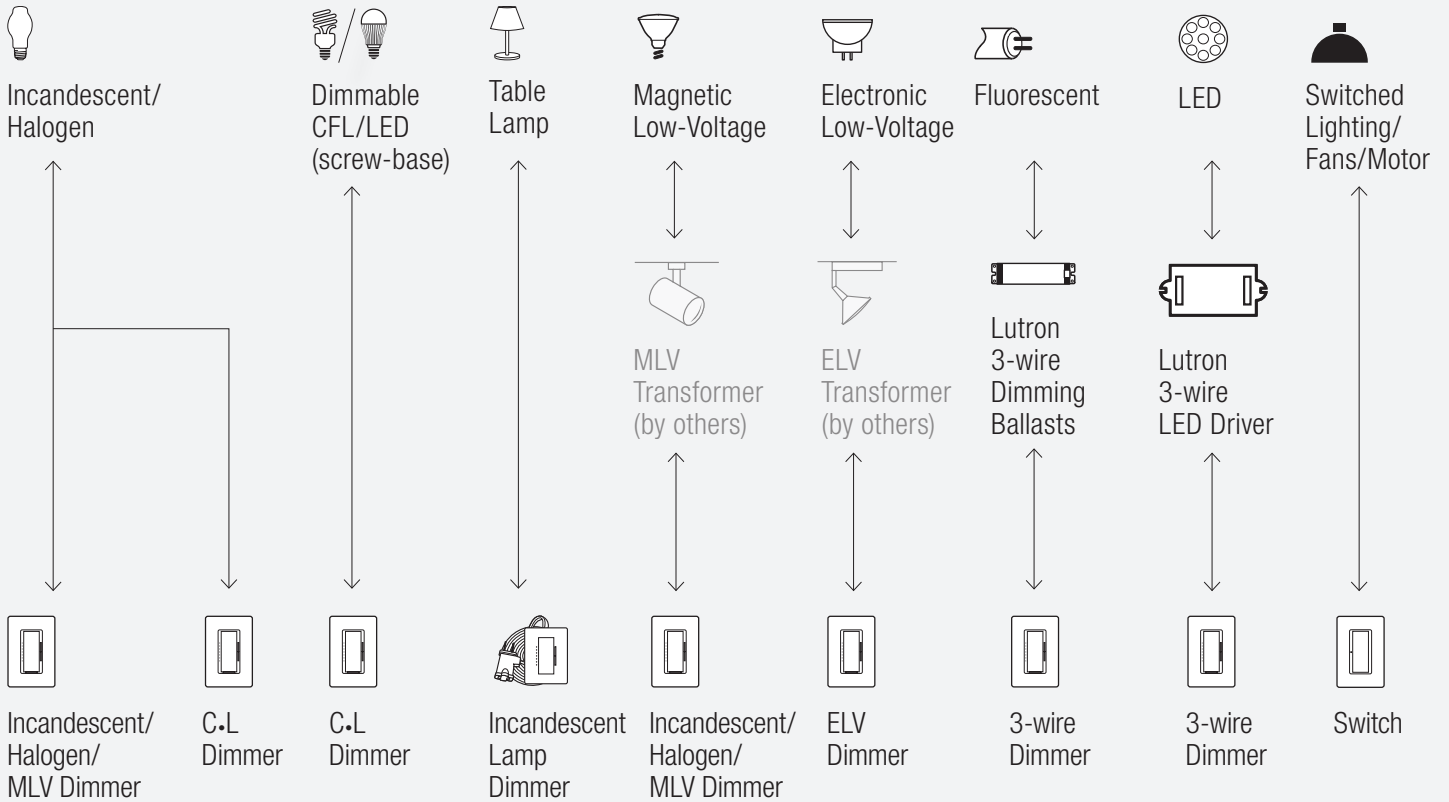 Incandescent/
Halogen
Dimmable
CFL/LED
(screw-base)
Table
Lamp
Magnetic
Low-Voltage
Electronic
Low-Voltage
Fluorescent
LED
Switched
Lighting/
Fans/Motor
MLV
Transformer
(by others)
ELV
Transformer
(by others)
Lutron
3-wire
Dimming
Ballasts
Lutron
3-wire
LED Driver
Incandescent/
Halogen/
MLV Dimmer
C•L
Dimmer
C•L
Dimmer
Incandescent
Lamp
Dimmer
Incandescent/
Halogen/
MLV Dimmer
ELV
Dimmer
3-wire
Dimmer
3-wire
Dimmer
Switch